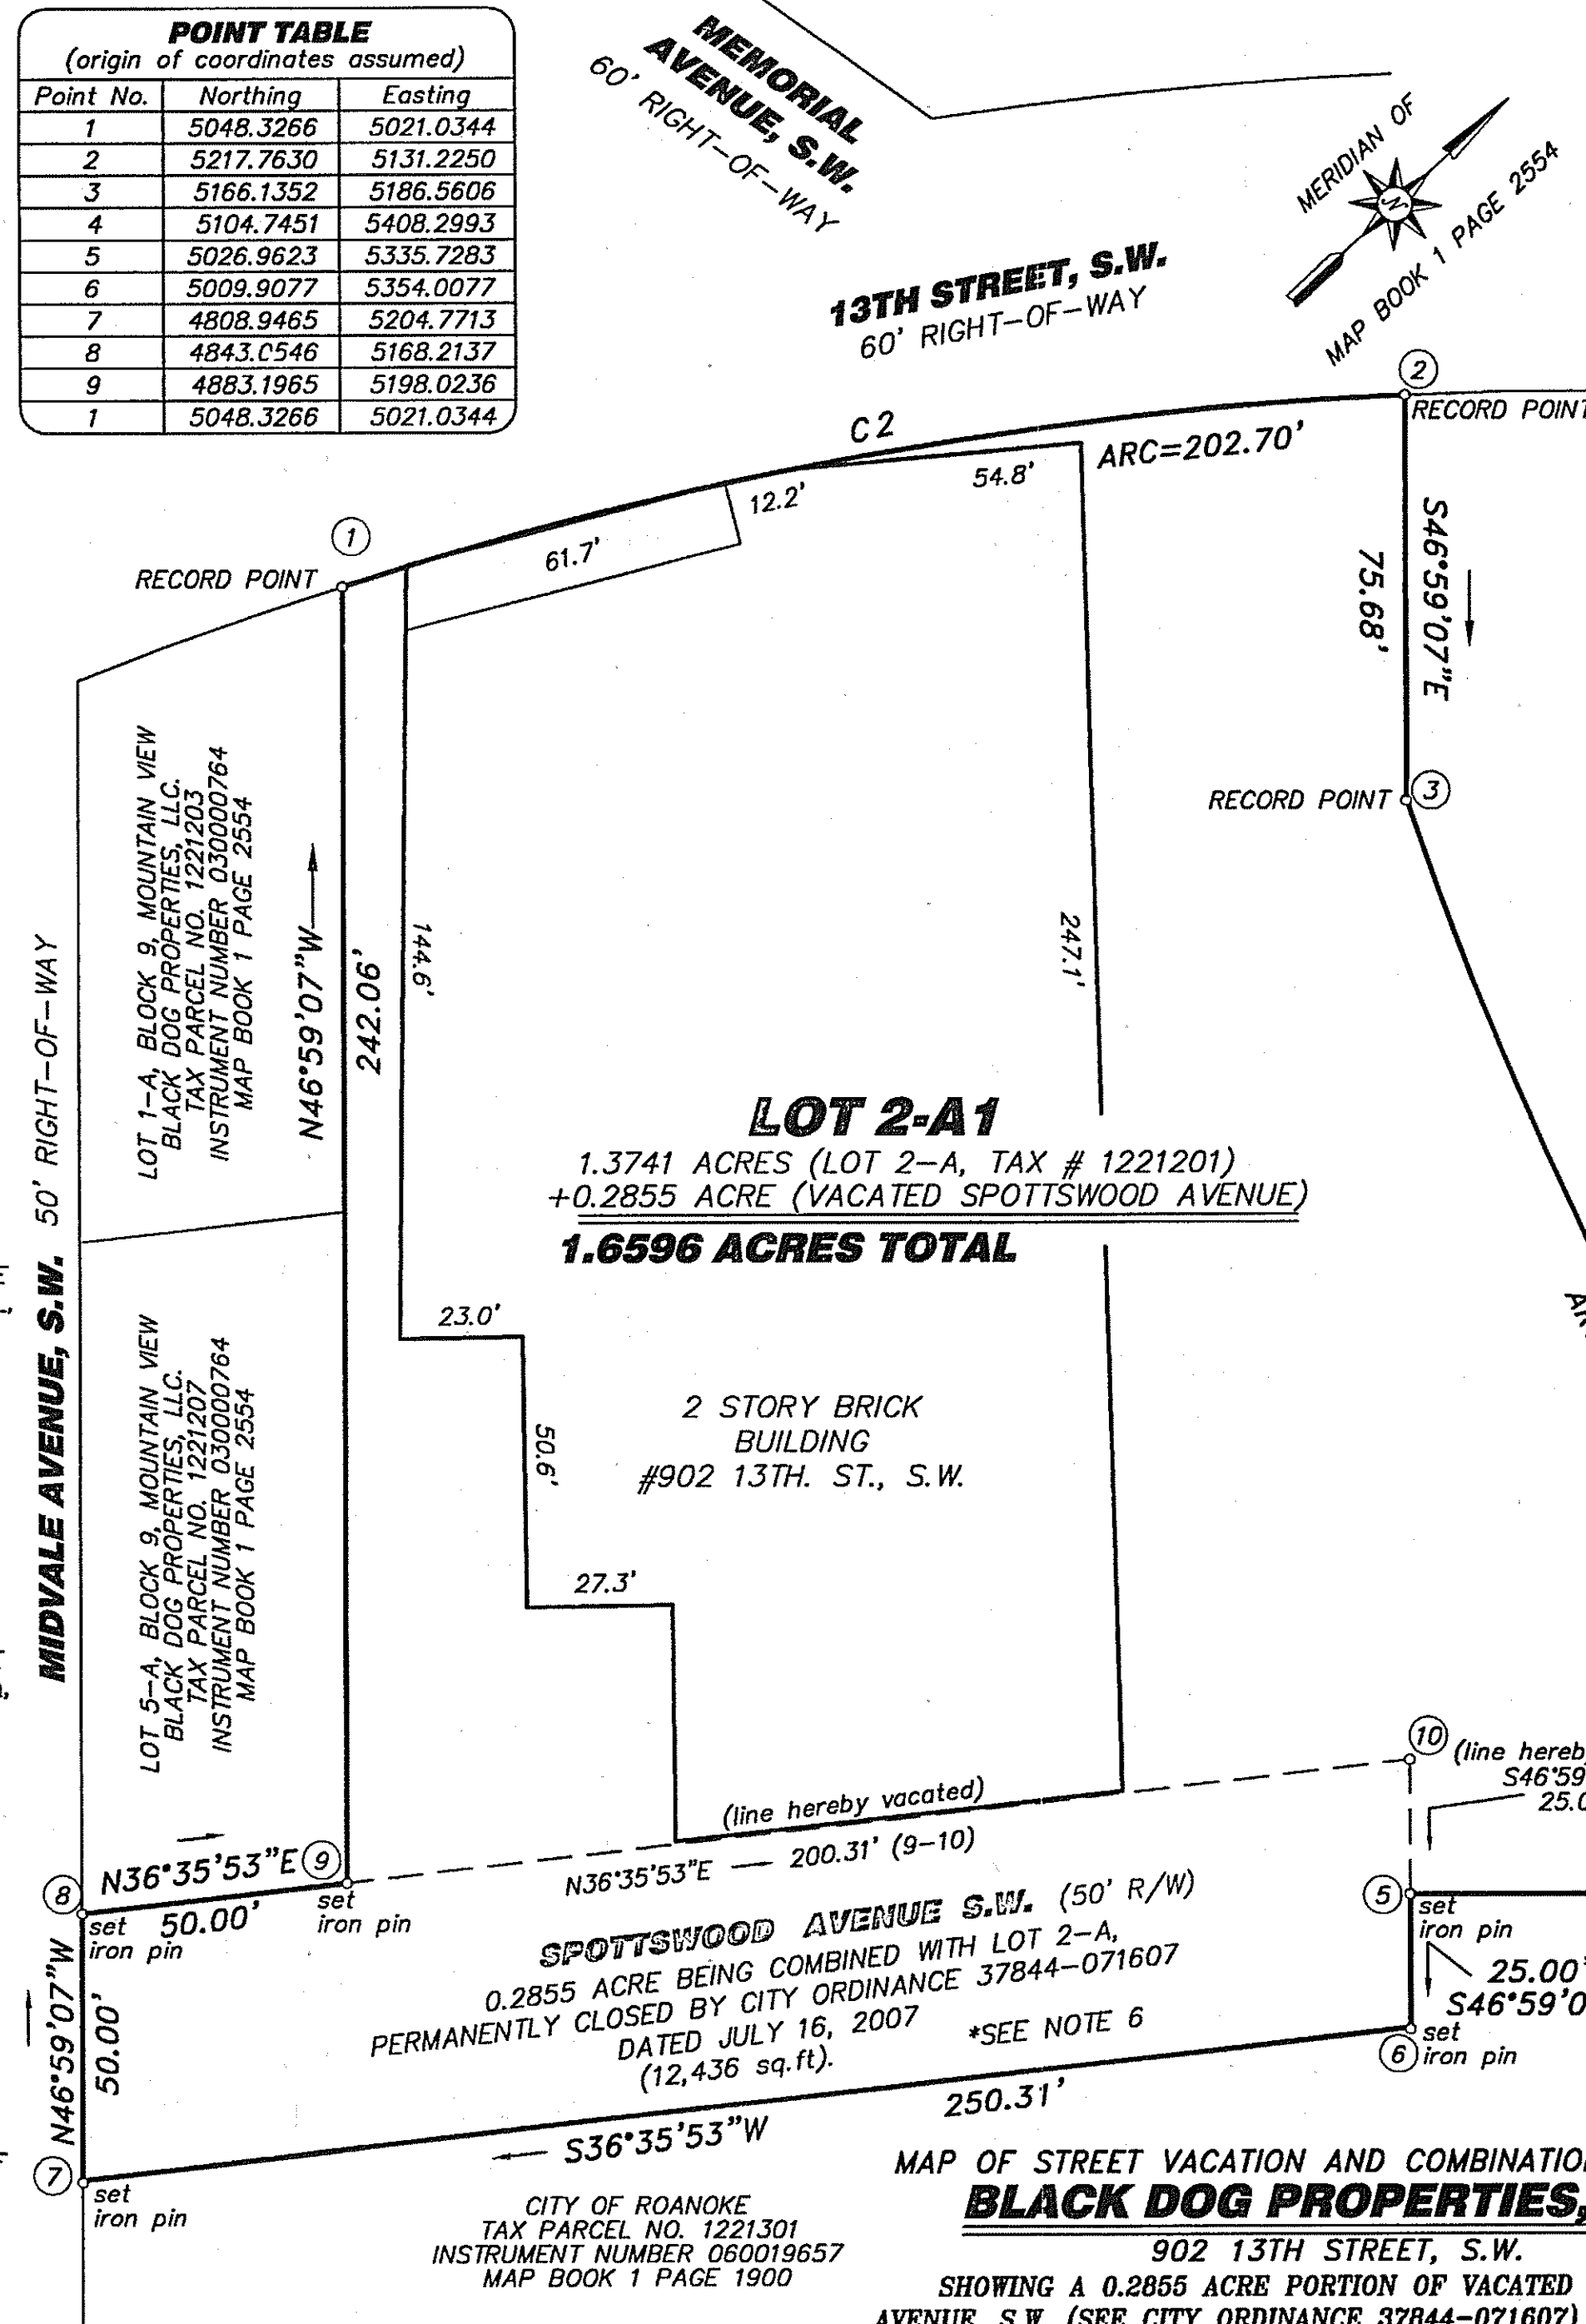 POINT TABLE
(origin of coordinates assumed)
Point No. Northing Easting
1 5048.3266 5021.0344
2 5217.7630 5131.2250
3 5166.1352 5186.5606
4 5104.7451 5408.2993
5 5026.9623 5335.7283
6 5009.9077 5354.0077
7 4808.9465 5204.7713
8 4843.0546 5168.2137
9 4883.1965 5198.0236
1 5048.3266 5021.0344
MEMORIAL
AVENUE, S.W.
60' RIGHT-OF-WAY
MERIDIAN OF
N
MAP BOOK 1 PAGE 2554
13TH STREET, S.W.
60' RIGHT-OF-WAY
2
RECORD POINT
C2
ARC=202.70'
54.8'
12.2'
61.7'
1
RECORD POINT
S46°59'07"E
75.68'
3
RECORD POINT
LOT 1-A, BLOCK 9, MOUNTAIN VIEW
BLACK DOG PROPERTIES, LLC.
TAX PARCEL NO. 1221203
INSTRUMENT NUMBER 030000764
MAP BOOK 1 PAGE 2554
N46°59'07"W
242.06'
144.6'
247.1'
LOT 2-A1
1.3741 ACRES (LOT 2-A, TAX # 1221201)
+0.2855 ACRE (VACATED SPOTTSWOOD AVENUE)
1.6596 ACRES TOTAL
MIDVALE AVENUE, S.W. 50' RIGHT-OF-WAY
LOT 5-A, BLOCK 9, MOUNTAIN VIEW
BLACK DOG PROPERTIES, LLC.
TAX PARCEL NO. 1221207
INSTRUMENT NUMBER 030000764
MAP BOOK 1 PAGE 2554
23.0'
50.6'
27.3'
2 STORY BRICK
BUILDING
#902 13TH. ST., S.W.
10
(line hereb
S46°59
25.0
(line hereby vacated)
N36°35'53"E 200.31' (9-10)
N36°35'53"E
50.00'
9
set
iron pin
8
set
iron pin
SPOTTSWOOD AVENUE S.W. (50' R/W)
0.2855 ACRE BEING COMBINED WITH LOT 2-A,
PERMANENTLY CLOSED BY CITY ORDINANCE 37844-071607
DATED JULY 16, 2007
(12,436 sq.ft).
*SEE NOTE 6
5
set
iron pin
25.00'
S46°59'0
6
set
iron pin
N46°59'07"W
50.00'
250.31'
S36°35'53"W
7
set
iron pin
CITY OF ROANOKE
TAX PARCEL NO. 1221301
INSTRUMENT NUMBER 060019657
MAP BOOK 1 PAGE 1900
MAP OF STREET VACATION AND COMBINATIO
BLACK DOG PROPERTIES,
902 13TH STREET, S.W.
SHOWING A 0.2855 ACRE PORTION OF VACATED
AVENUE, S.W. (SEE CITY ORDINANCE 37844-071607)